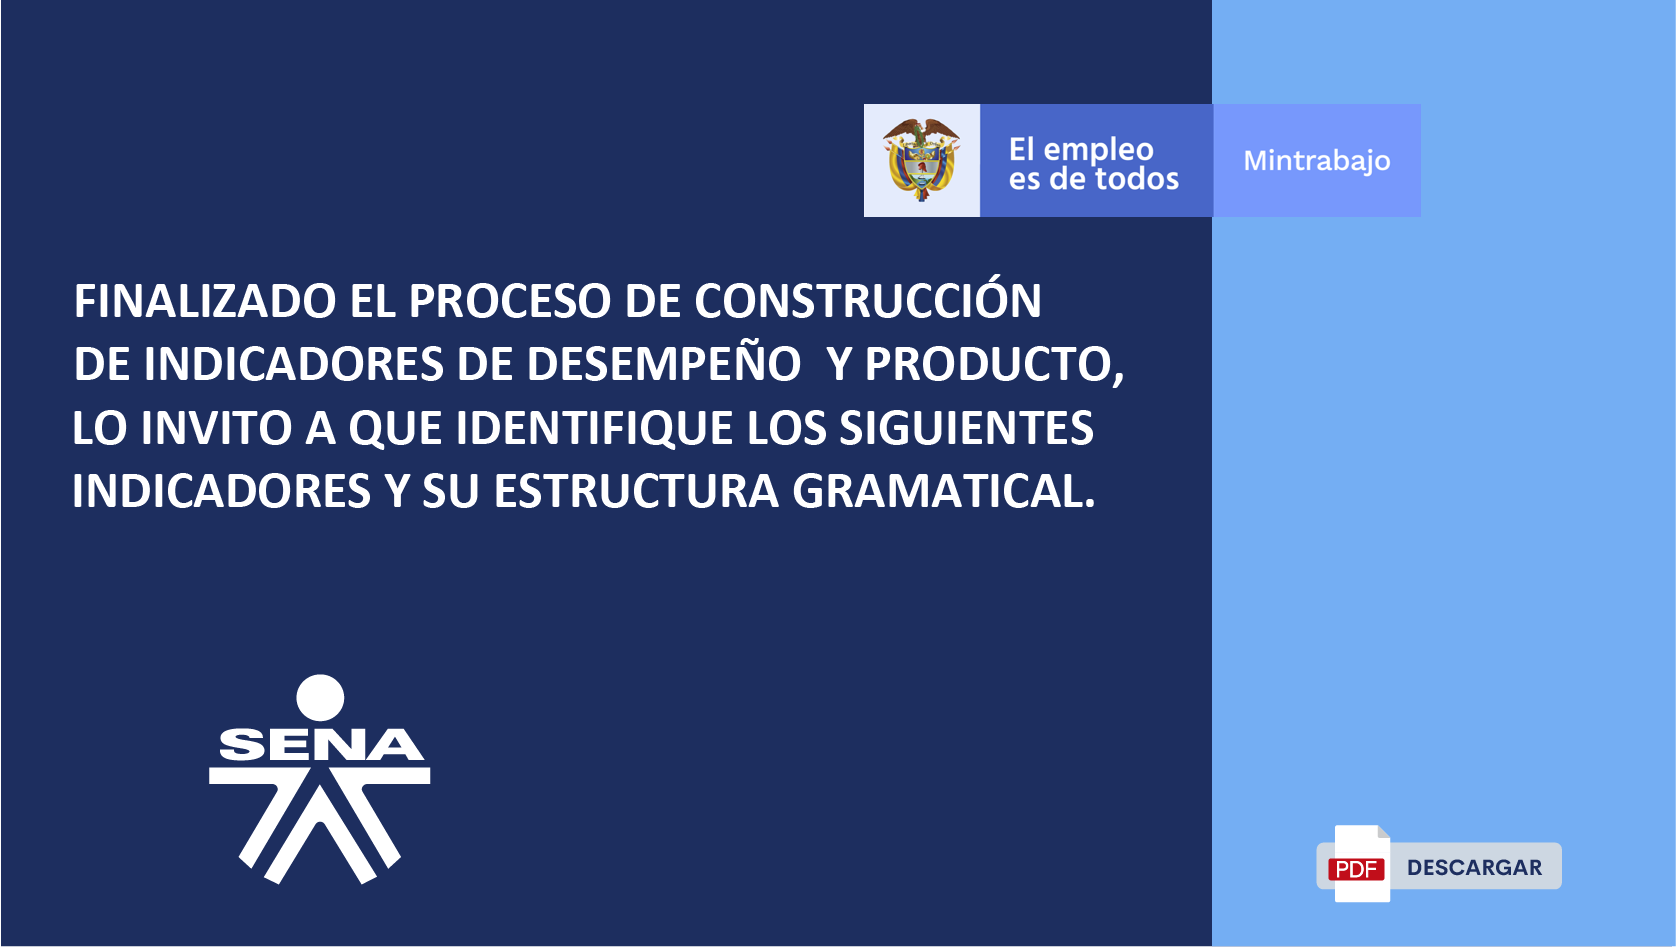 El empleo
es de todos
Mintrabajo
FINALIZADO EL PROCESO DE CONSTRUCCIÓN
DE INDICADORES DE DESEMPEÑO  Y PRODUCTO,
LO INVITO A QUE IDENTIFIQUE LOS SIGUIENTES
INDICADORES Y SU ESTRUCTURA GRAMATICAL.
SENA
PDF DESCARGAR